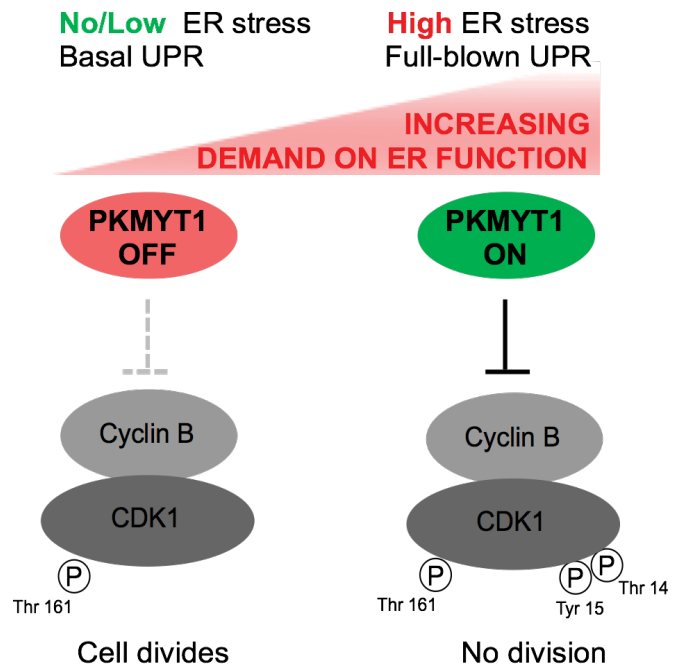 No/Low ER stress
Basal UPR
High ER stress
Full-blown UPR
INCREASING
DEMAND ON ER FUNCTION
PKMYT1
OFF
PKMYT1
ON
Cyclin B
CDK1
P
Thr 161
Cyclin B
CDK1
P
Thr 161
P
Tyr 15
P
Thr 14
Cell divides
No division